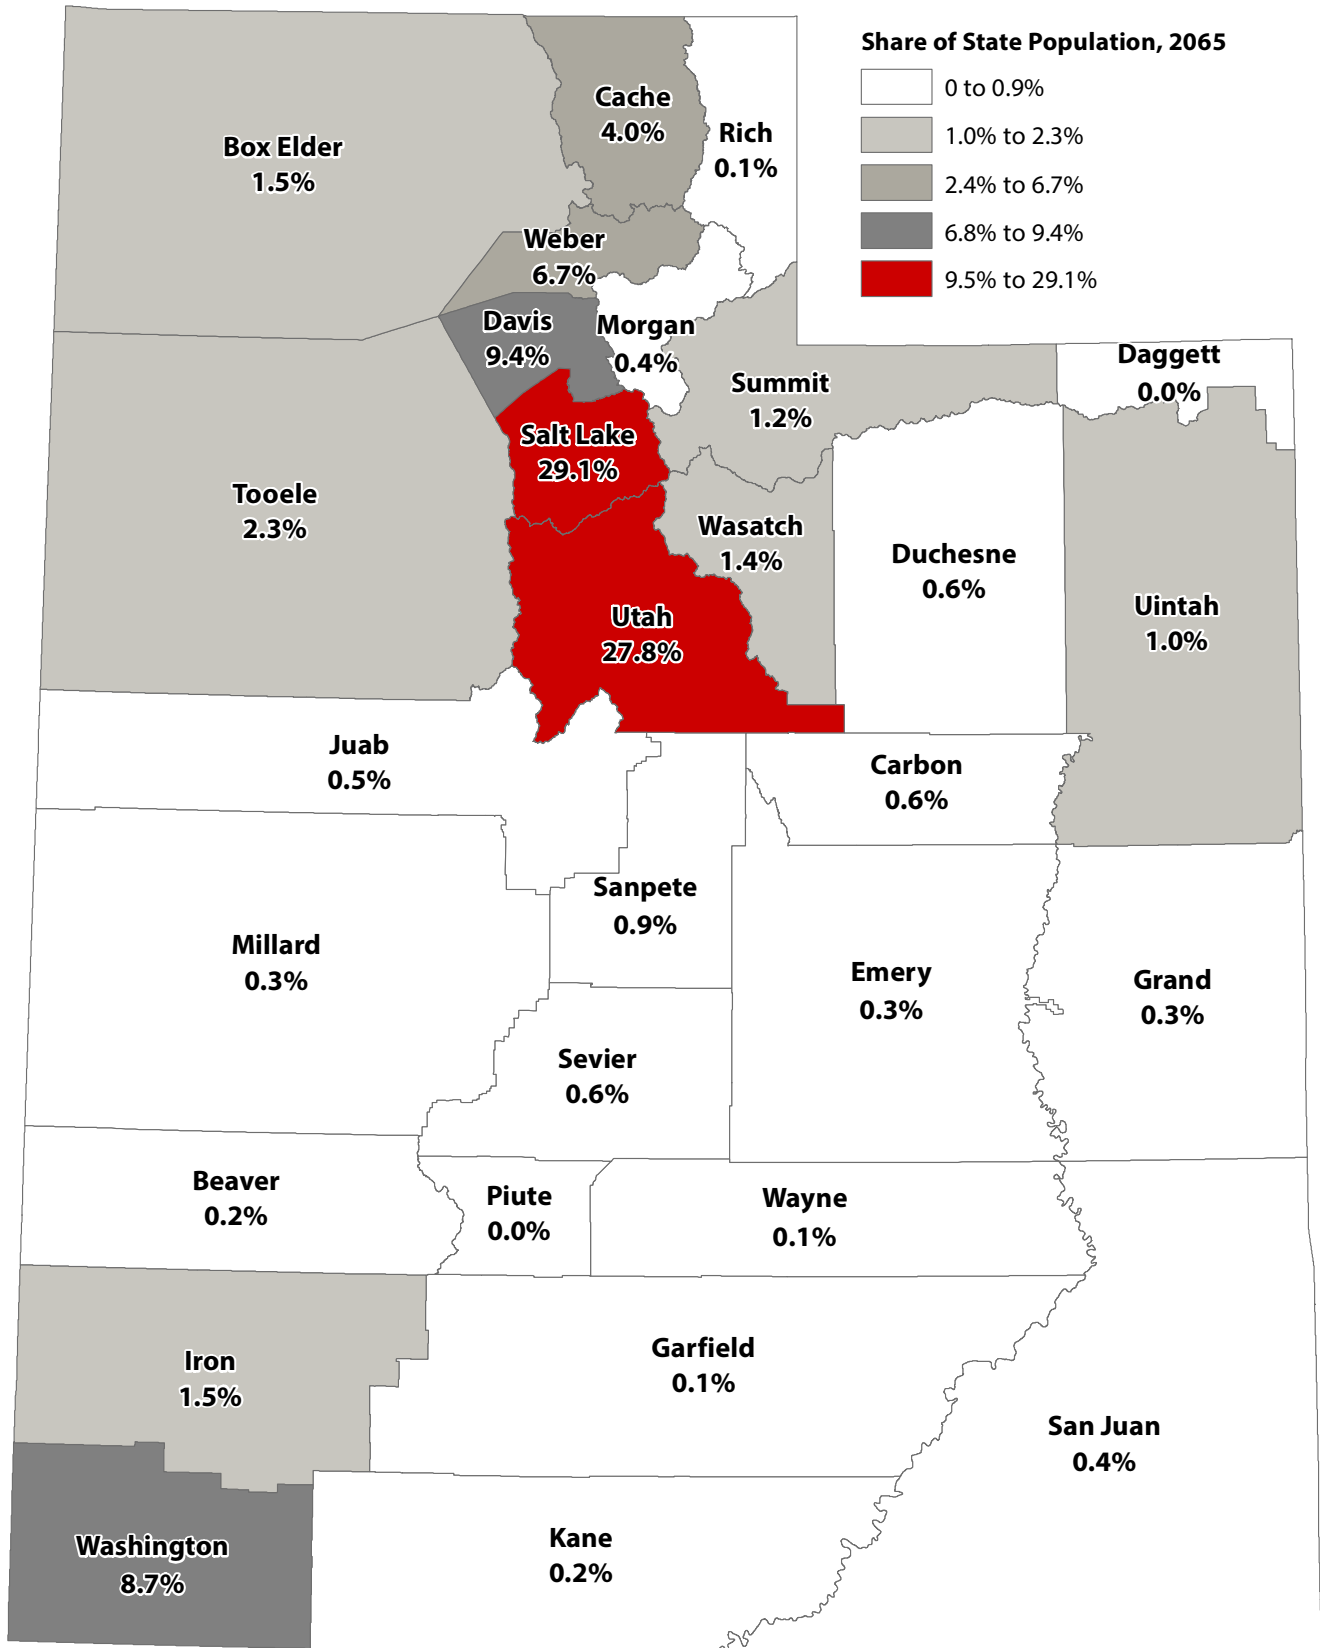 Share of State Population, 2065
0 to 0.9%
1.0% to 2.3%
2.4% to 6.7%
6.8% to 9.4%
9.5% to 29.1%
Cache
4.0%
Rich
0.1%
Box Elder
1.5%
Weber
6.7%
Davis
9.4%
Morgan
0.4%
Daggett
0.0%
Summit
1.2%
Salt Lake
29.1%
Tooele
2.3%
Wasatch
1.4%
Duchesne
0.6%
Uintah
1.0%
Utah
27.8%
Juab
0.5%
Carbon
0.6%
Sanpete
0.9%
Millard
0.3%
Emery
0.3%
Grand
0.3%
Sevier
0.6%
Beaver
0.2%
Piute
0.0%
Wayne
0.1%
Iron
1.5%
Garfield
0.1%
San Juan
0.4%
Washington
8.7%
Kane
0.2%